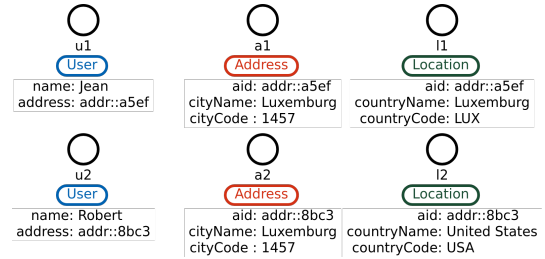 u1
User
name: Jean
address: addr::a5ef
a1
Address
aid: addr::a5ef
cityName: Luxemburg
cityCode : 1457
l1
Location
aid: addr::a5ef
countryName: Luxemburg
countryCode: LUX
u2
User
name: Robert
address: addr::8bc3
a2
Address
aid: addr::8bc3
cityName: Luxemburg
cityCode : 1457
l2
Location
aid: addr::8bc3
countryName: United States
countryCode: USA